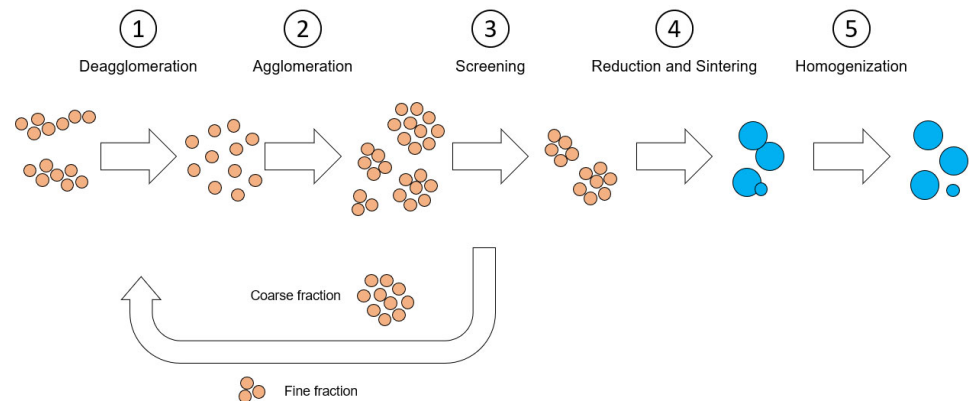 1 2 3 4 5
Deagglomeration Agglomeration Screening Reduction and Sintering Homogenization
Coarse fraction
Fine fraction